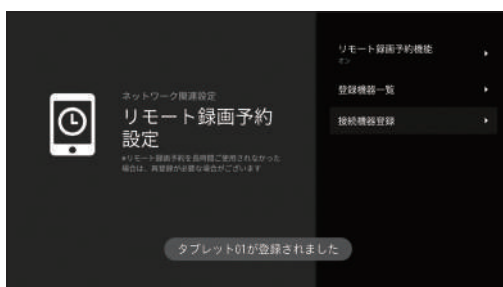 ネットワーク関連設定
リモート録画予約
設定
*リモート録画予約を長時間ご使用されなかった
場合は、再登録が必要な場合がございます
リモート録画予約機能
オン
登録機器一覧
接続機器登録
タブレット01が登録されました